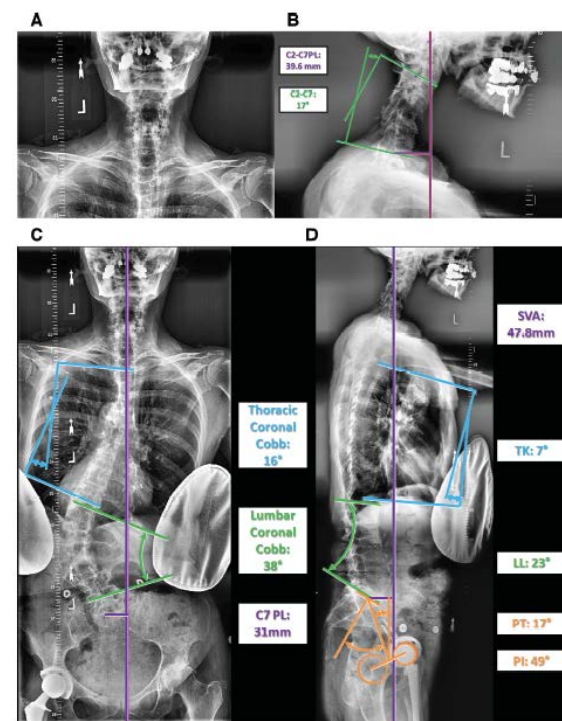 A
B
C2-C7PL:
39.6 mm
C2-C7:
17°
L
L
C
D
SVA:
47.8mm
L
L
Thoracic
Coronal
Cobb:
16°
TK: 7°
L
Lumbar
Coronal
Cobb:
38°
LL: 23°
L
C7 PL:
31mm
PT: 17°
PI: 49°